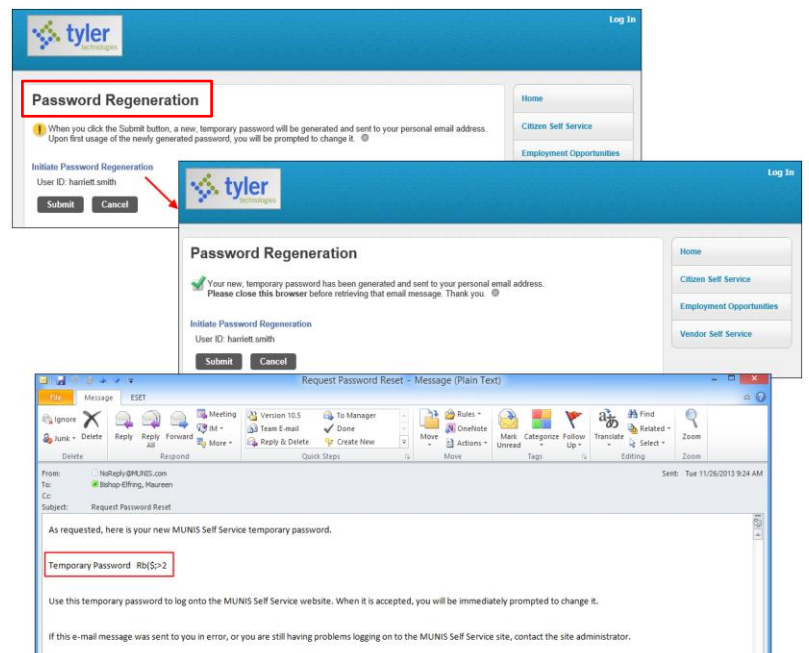 Log In
tyler
technologies
Password Regeneration
When you click the Submit button, a new, temporary password will be generated and sent to your personal email address.
Upon first usage of the newly generated password, you will be prompted to change it.
Initiate Password Regeneration
User ID: harriett.smith
Submit Cancel
Home
Citizen Self Service
Employment Opportunities
Log In
tyler
technologies
Password Regeneration
Your new, temporary password has been generated and sent to your personal email address.
Please close this browser before retrieving that email message. Thank you.
Initiate Password Regeneration
User ID: harriett.smith
Submit Cancel
Home
Citizen Self Service
Employment Opportunities
Vendor Self Service
Request Password Reset - Message (Plain Text)
File Message ESET
Ignore
Junk
Delete
Delete
Reply
Reply All
Forward
Meeting
IM
More
Respond
Version 10.5
Team E-mail
Reply & Delete
To Manager
Done
Create New
Quick Steps
Move
Rules
OneNote
Actions
Move
Mark Unread
Categorize
Follow Up
Tags
Translate
Find
Related
Select
Editing
Zoom
Zoom
From: NoReply@MUNIS.com
Sent: Tue 11/26/2013 9:24 AM
To: Bishop-Elfring, Maureen
Cc:
Subject: Request Password Reset
As requested, here is your new MUNIS Self Service temporary password.
Temporary Password Rb($;>2
Use this temporary password to log onto the MUNIS Self Service website. When it is accepted, you will be immediately prompted to change it.
If this e-mail message was sent to you in error, or you are still having problems logging on to the MUNIS Self Service site, contact the site administrator.